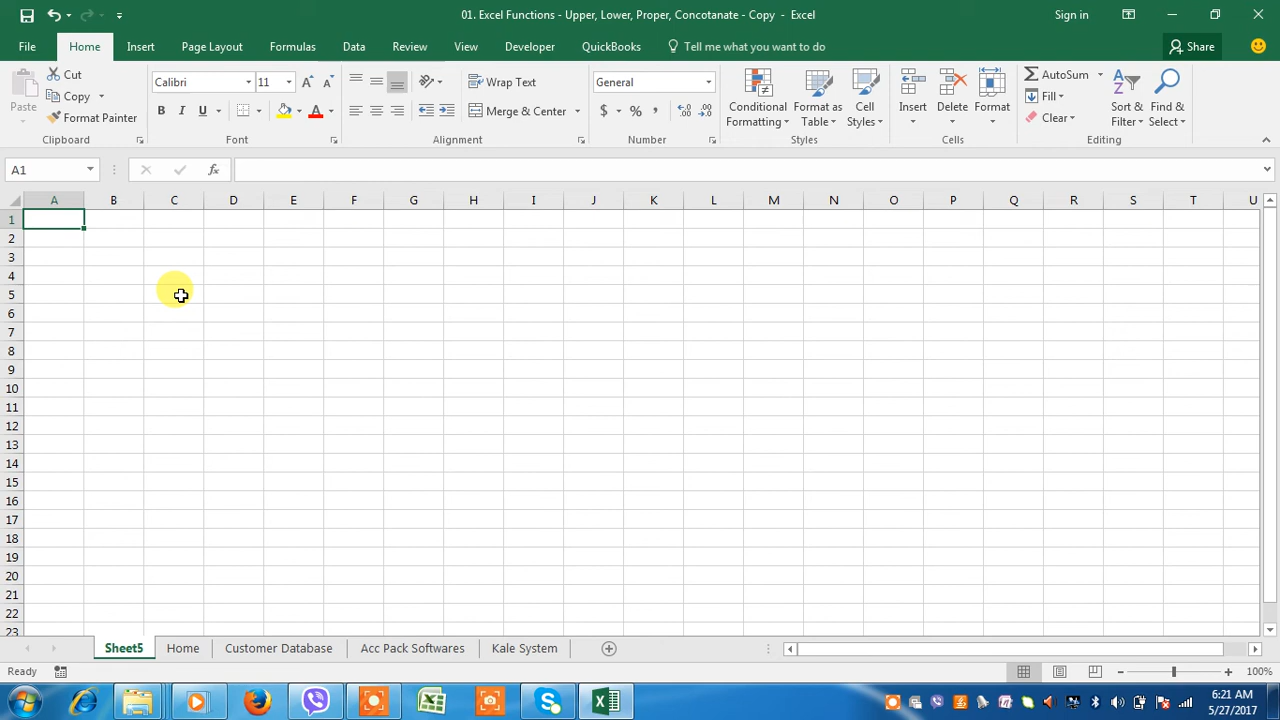 01. Excel Functions - Upper, Lower, Proper, Concotanate - Copy - Excel
Sign in
File Home Insert Page Layout Formulas Data Review View Developer QuickBooks Tell me what you want to do Share
Paste
Cut
Copy
Format Painter
Clipboard
Calibri 11
B I U
Font
Wrap Text
Merge & Center
Alignment
General
$ % ,
Number
Conditional Formatting
Format as Table
Cell Styles
Styles
Insert Delete Format
Cells
AutoSum
Fill
Clear
Sort & Filter
Find & Select
Editing
A1 fx
A B C D E F G H I J K L M N O P Q R S T U
1
2
3
4
5
6
7
8
9
10
11
12
13
14
15
16
17
18
19
20
21
22
23
Sheet5 Home Customer Database Acc Pack Softwares Kale System
Ready 100%
6:21 AM
5/27/2017